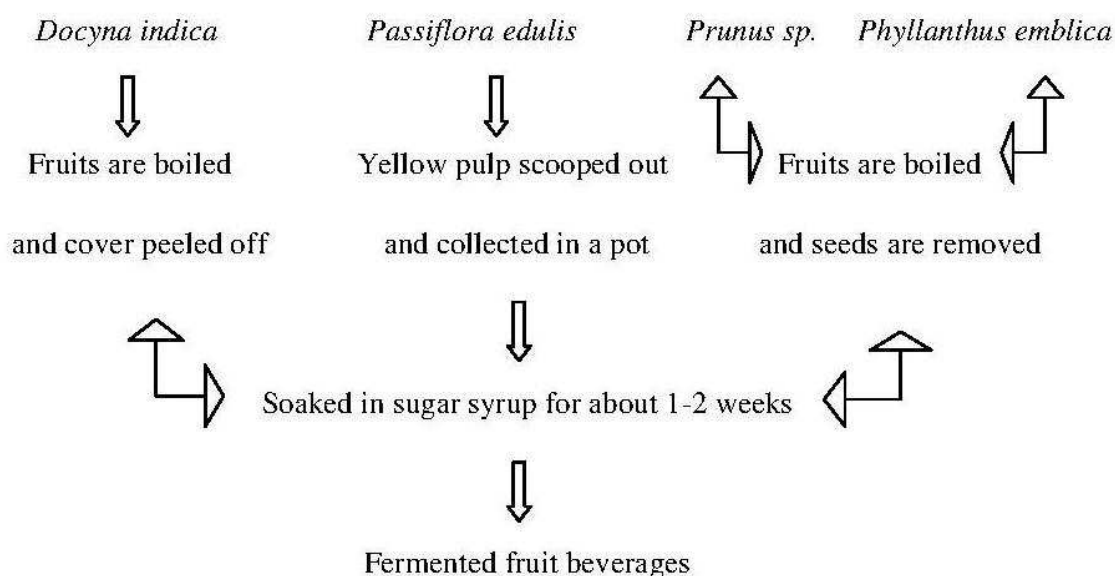 Docyna indica Passiflora edulis Prunus sp. Phyllanthus emblica
Fruits are boiled Yellow pulp scooped out Fruits are boiled
and cover peeled off and collected in a pot and seeds are removed
Soaked in sugar syrup for about 1-2 weeks
Fermented fruit beverages